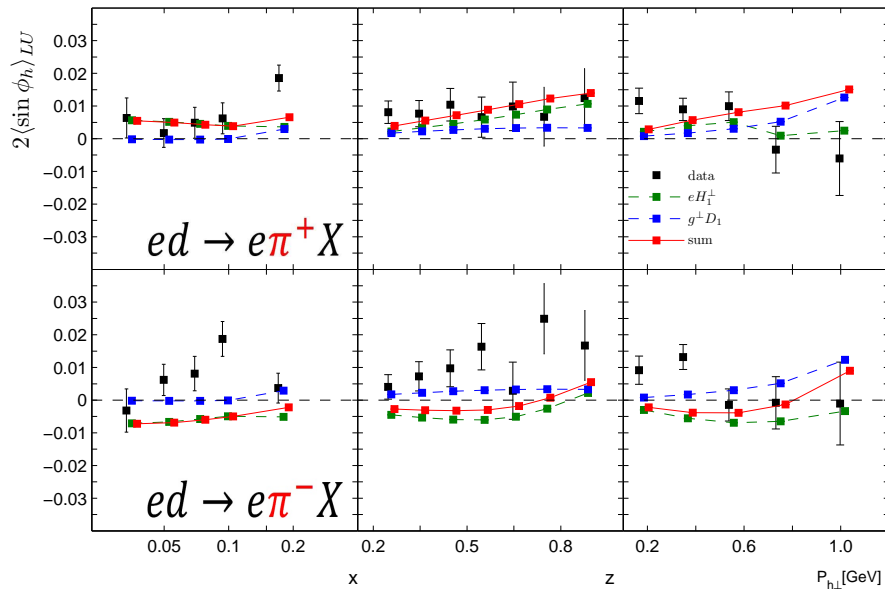 2⟨sin ϕ_h⟩_{LU}
0.03
0.02
0.01
0
−0.01
−0.02
−0.03
ed → eπ⁺X
data
eH₁^⊥
g^⊥D₁
sum
0.03
0.02
0.01
0
−0.01
−0.02
−0.03
ed → eπ⁻X
0.05 0.1 0.2 0.2 0.5 0.8 0.2 0.6 1.0
x z P_{h⊥}[GeV]